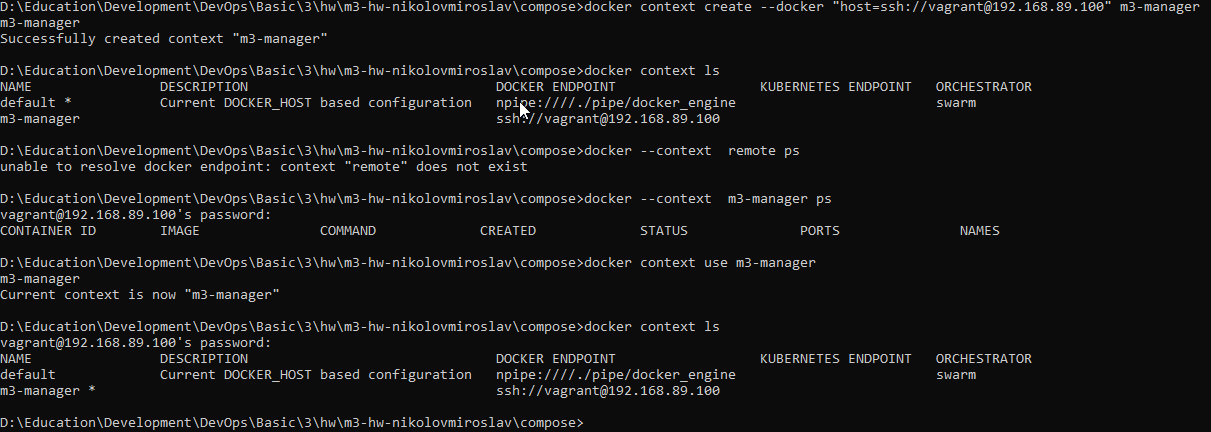 D:\Education\Development\DevOps\Basic\3\hw\m3-hw-nikolovmiroslav\compose>docker context create --docker "host=ssh://vagrant@192.168.89.100" m3-manager
m3-manager
Successfully created context "m3-manager"
D:\Education\Development\DevOps\Basic\3\hw\m3-hw-nikolovmiroslav\compose>docker context ls
NAME                DESCRIPTION                               DOCKER ENDPOINT                  KUBERNETES ENDPOINT   ORCHESTRATOR
default *           Current DOCKER_HOST based configuration   npipe:////./pipe/docker_engine                         swarm
m3-manager                                                    ssh://vagrant@192.168.89.100
D:\Education\Development\DevOps\Basic\3\hw\m3-hw-nikolovmiroslav\compose>docker --context  remote ps
unable to resolve docker endpoint: context "remote" does not exist
D:\Education\Development\DevOps\Basic\3\hw\m3-hw-nikolovmiroslav\compose>docker --context  m3-manager ps
vagrant@192.168.89.100's password:
CONTAINER ID        IMAGE               COMMAND             CREATED             STATUS              PORTS               NAMES
D:\Education\Development\DevOps\Basic\3\hw\m3-hw-nikolovmiroslav\compose>docker context use m3-manager
m3-manager
Current context is now "m3-manager"
D:\Education\Development\DevOps\Basic\3\hw\m3-hw-nikolovmiroslav\compose>docker context ls
vagrant@192.168.89.100's password:
NAME                DESCRIPTION                               DOCKER ENDPOINT                  KUBERNETES ENDPOINT   ORCHESTRATOR
default             Current DOCKER_HOST based configuration   npipe:////./pipe/docker_engine                         swarm
m3-manager *                                                  ssh://vagrant@192.168.89.100
D:\Education\Development\DevOps\Basic\3\hw\m3-hw-nikolovmiroslav\compose>